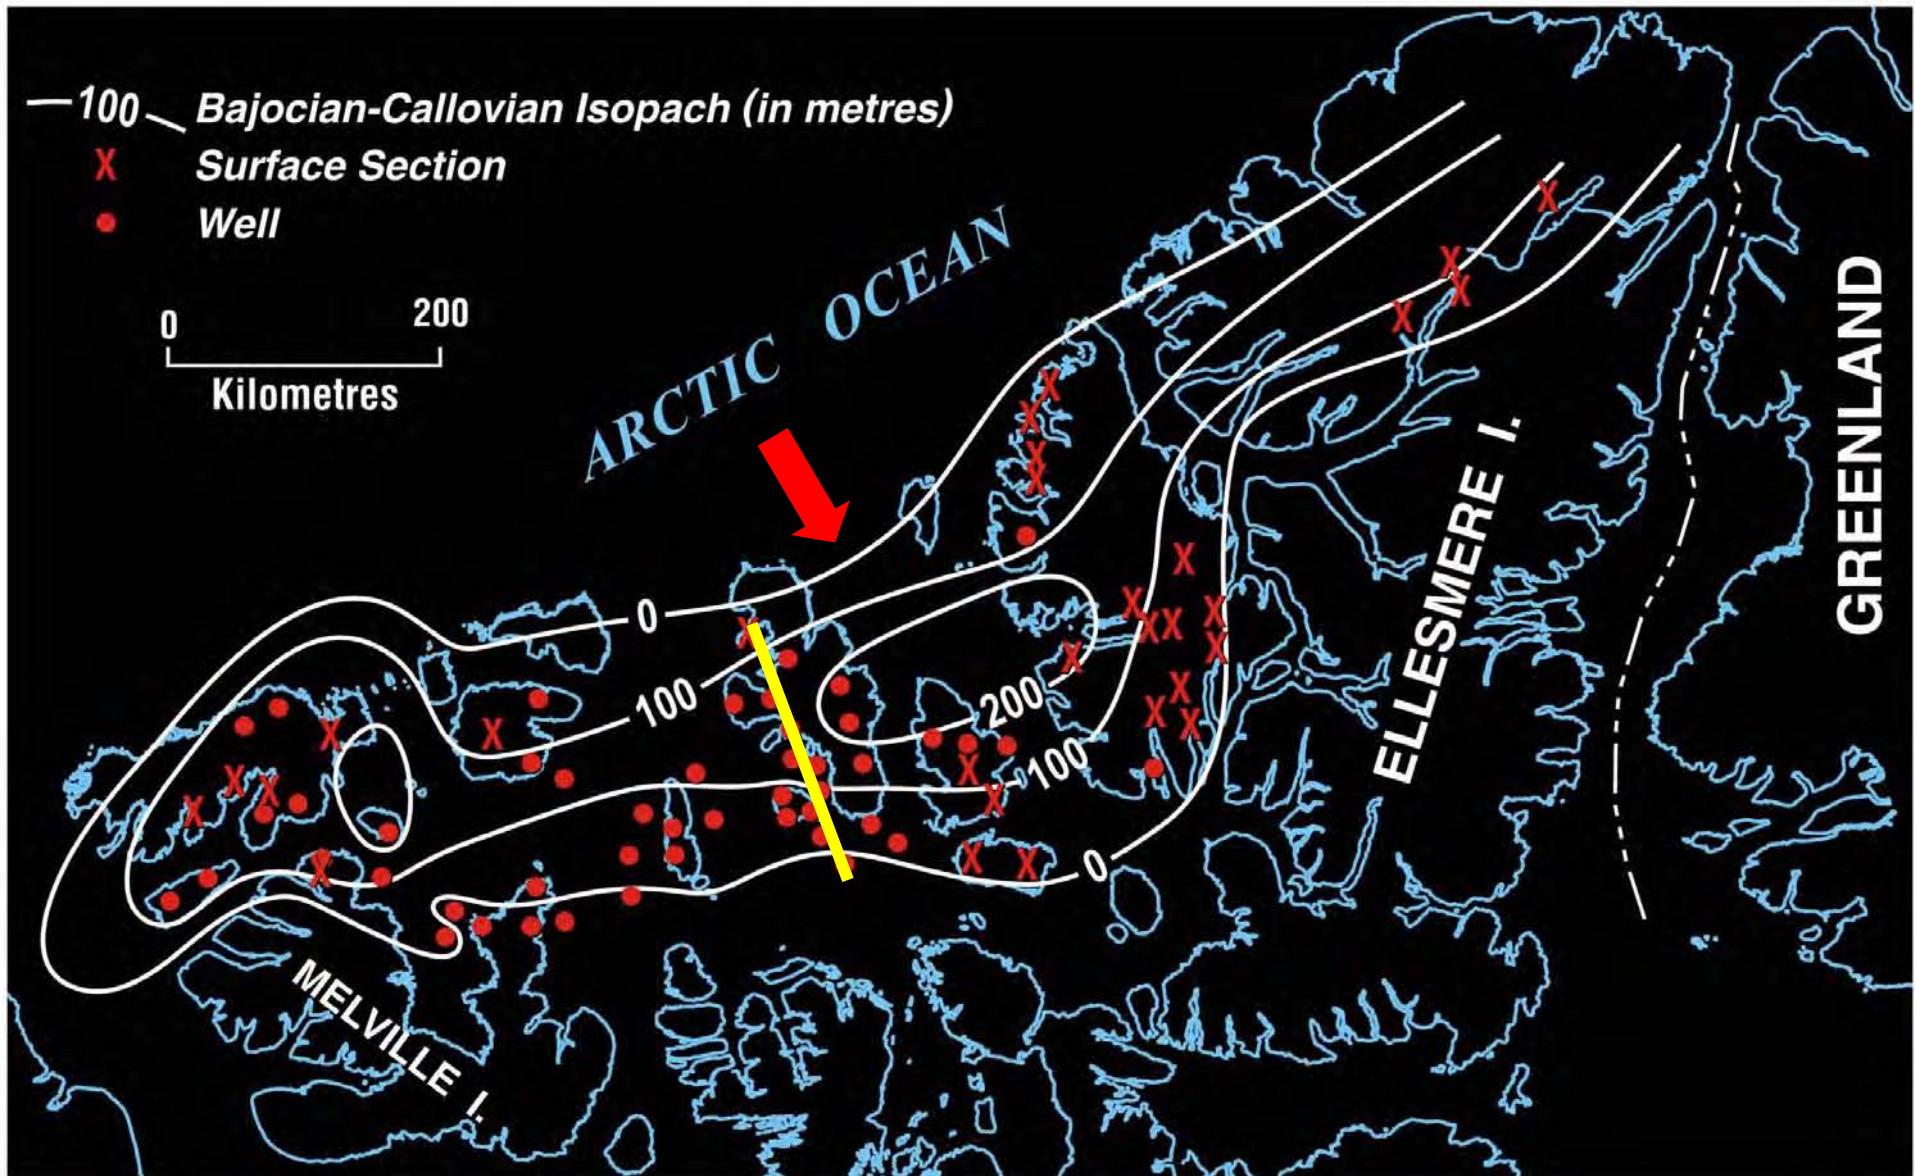 100
Bajocian-Callovian Isopach (in metres)
X
Surface Section
Well
0
200
Kilometres
ARCTIC OCEAN
GREENLAND
ELLESMERE I.
0
100
200
100
0
MELVILLE I.